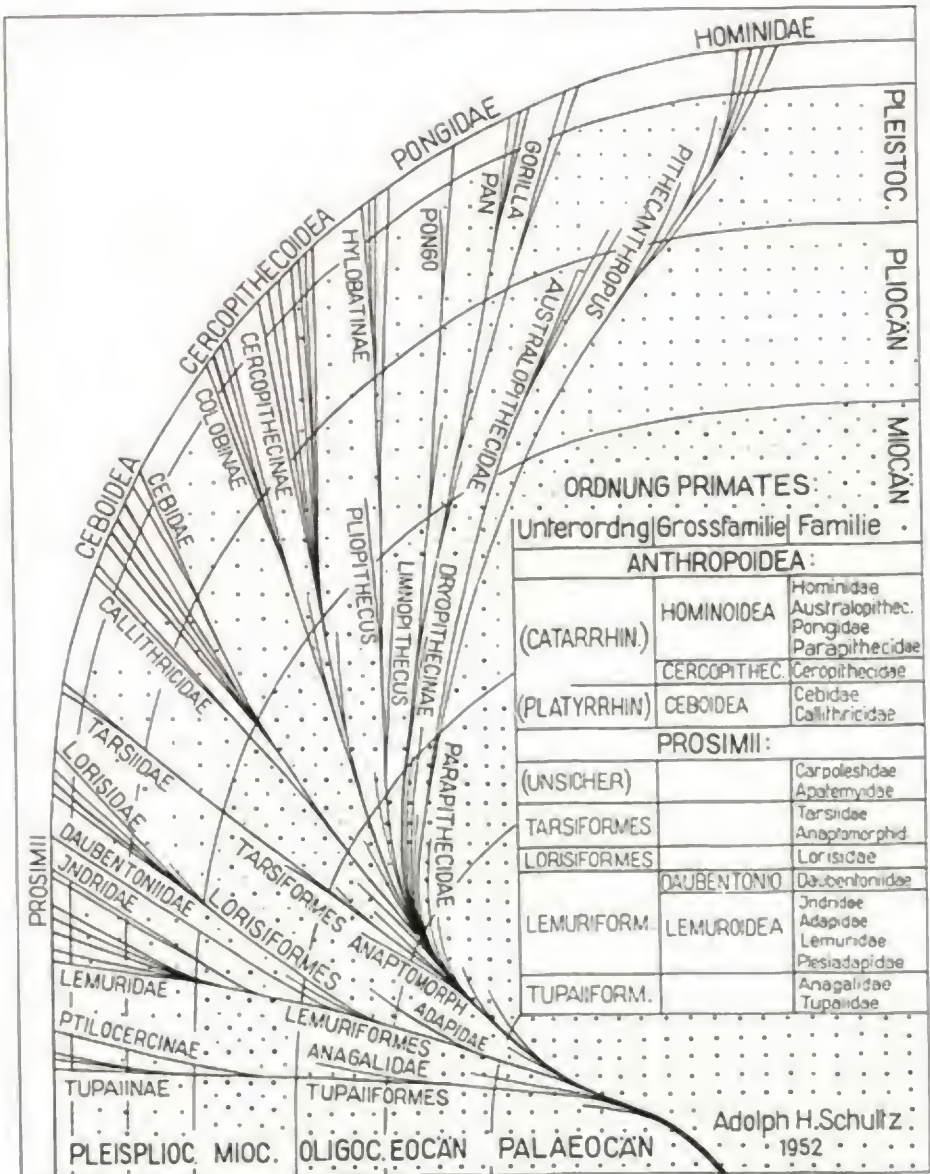 HOMINIDAE
PONGIDAE
CERCOPITHECOIDEA
CEBOIDEA
PROSIMII
PLEISTOC.
PLIOCÄN
MIOCÄN
GORILLA
PAN
PONGO
HYLOBATINAE
PITHECANTHROPUS
AUSTRALOPITHECIDAE
CERCOPITHECINAE
COLOBINAE
CEBIDAE
CALLITHRICIDAE
PLIOPITHECUS
LIMNOPITHECUS
DRYOPITHECINAE
PARAPITHECIDAE
TARSIIDAE
TARSIFORMES
ANAPTOMORPH
ADAPIDAE
LORISIDAE
LORISIFORMES
DAUBENTONIIDAE
JNDRIDAE
LEMURIDAE
LEMURIFORMES
PTILOCERCINAE
ANAGALIDAE
TUPAIINAE
TUPAIIFORMES
ORDNUNG PRIMATES:
Unterordng Grossfamilie Familie
ANTHROPOIDEA:
(CATARRHIN.) HOMINOIDEA Hominidae
Australopithec.
Pongidae
Parapithecidae
CERCOPITHEC. Ceropithecidae
(PLATYRRHIN) CEBOIDEA Cebidae
Callithricidae
PROSIMII:
(UNSICHER) Carpolestidae
Apatemyidae
TARSIFORMES Tarsiidae
Anaptomorphid.
LORISIFORMES Lorisidae
DAUBENTONIO. Daubentoniidae
LEMURIFORM. LEMUROIDEA Jndridae
Adapidae
Lemuridae
Plesiadapidae
TUPAIIFORM. Anagalidae
Tupaiidae
PLEIS PLIOC. MIOC. OLIGOC. EOCÄN PALAEOCÄN
Adolph H. Schultz
1952